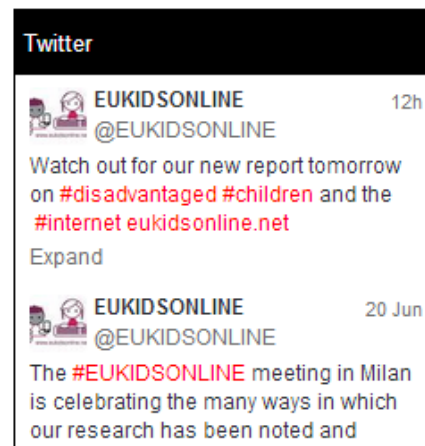 Twitter
EUKIDSONLINE 12h
@EUKIDSONLINE
Watch out for our new report tomorrow
on #disadvantaged #children and the
#internet eukidsonline.net
Expand
EUKIDSONLINE 20 Jun
@EUKIDSONLINE
The #EUKIDSONLINE meeting in Milan
is celebrating the many ways in which
our research has been noted and